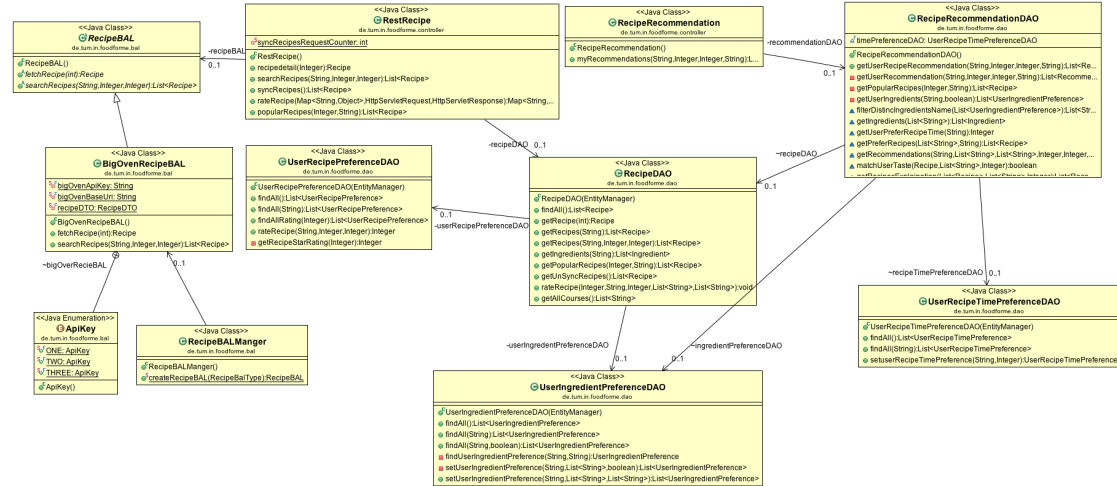 <<Java Class>>
RecipeBAL
de.tum.in.foodforme.bal
RecipeBAL()
fetchRecipe(int):Recipe
searchRecipes(String,Integer,Integer):List<Recipe>
-recipeBAL
0..1
<<Java Class>>
RestRecipe
de.tum.in.foodforme.controller
syncRecipesRequestCounter: int
RestRecipe()
recipedetail(Integer):Recipe
searchRecipes(String,Integer,Integer):List<Recipe>
syncRecipes():List<Recipe>
rateRecipe(Map<String,Object>,HttpServletRequest,HttpServletResponse):Map<String,...
popularRecipes(Integer,String):List<Recipe>
<<Java Class>>
RecipeRecommendation
de.tum.in.foodforme.controller
RecipeRecommendation()
myRecommendations(String,Integer,Integer,String):L...
-recommendationDAO
0..1
<<Java Class>>
RecipeRecommendationDAO
de.tum.in.foodforme.dao
timePreferenceDAO: UserRecipeTimePreferenceDAO
RecipeRecommendationDAO()
getUserRecipeRecommendation(String,Integer,Integer,String):List<Re...
getUserRecommendation(String,Integer,Integer,String):List<Recomme...
getPopularRecipes(Integer,String):List<Recipe>
getUserIngredients(String,boolean):List<UserIngredientPreference>
filterDistincIngredientsName(List<UserIngredientPreference>):List<Str...
getIngredients(List<String>):List<Ingredient>
getUserPreferRecipeTime(String):Integer
getPreferRecipes(List<String>,String):List<Recipe>
getRecommendations(String,List<String>,List<String>,Integer,Integer,...
matchUserTaste(Recipe,List<String>,Integer):boolean
<<Java Class>>
BigOvenRecipeBAL
de.tum.in.foodforme.bal
bigOvenApiKey: String
bigOvenBaseUri: String
recipeDTO: RecipeDTO
BigOvenRecipeBAL()
fetchRecipe(int):Recipe
searchRecipes(String,Integer,Integer):List<Recipe>
~bigOverRecieBAL
0..1
<<Java Class>>
UserRecipePreferenceDAO
de.tum.in.foodforme.dao
UserRecipePreferenceDAO(EntityManager)
findAll():List<UserRecipePreference>
findAll(String):List<UserRecipePreference>
findAllRating(Integer):List<UserRecipePreference>
rateRecipe(String,Integer,Integer):Integer
getRecipeStarRating(Integer):Integer
0..1
-userRecipePreferenceDAO
-recipeDAO 0..1
<<Java Class>>
RecipeDAO
de.tum.in.foodforme.dao
RecipeDAO(EntityManager)
findAll():List<Recipe>
getRecipe(int):Recipe
getRecipes(String):List<Recipe>
getRecipes(String,Integer,Integer):List<Recipe>
getIngredients(String):List<Ingredient>
getPopularRecipes(Integer,String):List<Recipe>
getUnSyncRecipes():List<Recipe>
rateRecipe(Integer,String,Integer,List<String>,List<String>):void
getAllCourses():List<String>
~recipeDAO
0..1
~recipeTimePreferenceDAO 0..1
<<Java Class>>
UserRecipeTimePreferenceDAO
de.tum.in.foodforme.dao
UserRecipeTimePreferenceDAO(EntityManager)
findAll():List<UserRecipeTimePreference>
findAll(String):List<UserRecipeTimePreference>
setuserRecipeTimePreference(String,Integer):UserRecipeTimePreference
<<Java Enumeration>>
ApiKey
de.tum.in.foodforme.bal
ONE: ApiKey
TWO: ApiKey
THREE: ApiKey
ApiKey()
<<Java Class>>
RecipeBALManger
de.tum.in.foodforme.bal
RecipeBALManger()
createRecipeBAL(RecipeBalType):RecipeBAL
-userIngredentPreferenceDAO
0..1
0..1
~ingredientPreferenceDAO
<<Java Class>>
UserIngredientPreferenceDAO
de.tum.in.foodforme.dao
UserIngredientPreferenceDAO(EntityManager)
findAll():List<UserIngredientPreference>
findAll(String):List<UserIngredientPreference>
findAll(String,boolean):List<UserIngredientPreference>
findUserIngredientPreference(String,String):UserIngredientPreference
setUserIngredientPreference(String,List<String>,boolean):List<UserIngredientPreference>
setUserIngredientPreference(String,List<String>,List<String>):List<UserIngredientPreference>